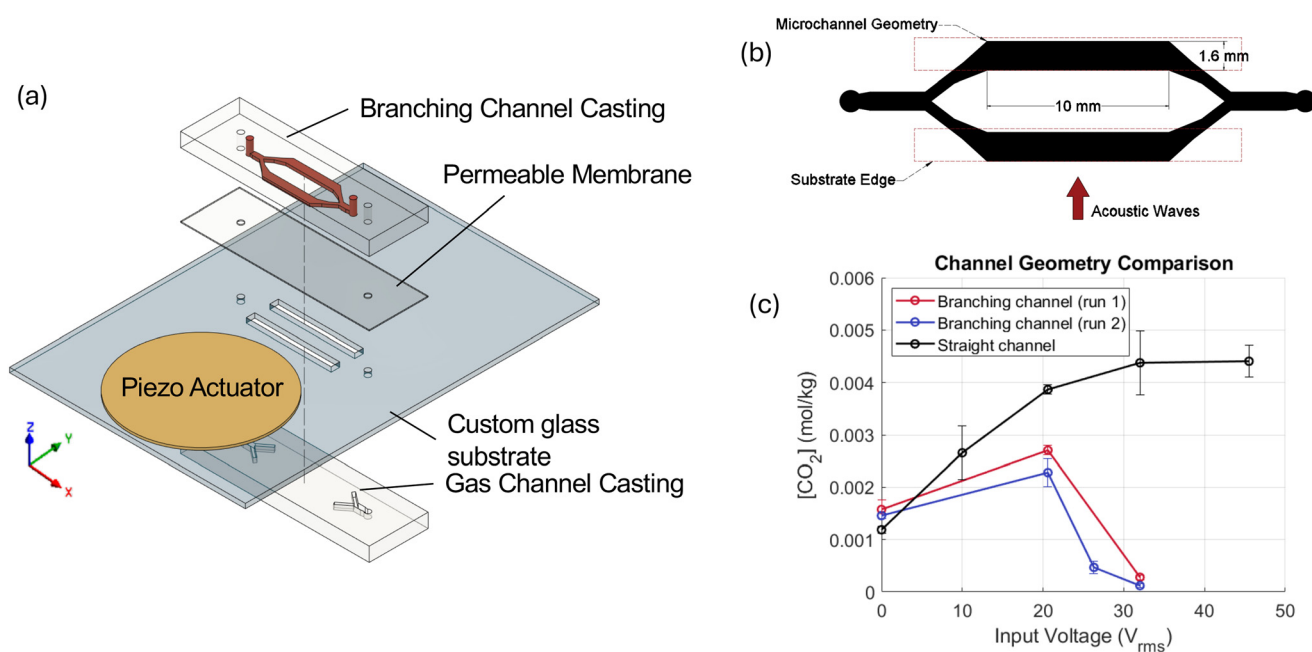 (a)
Branching Channel Casting
Permeable Membrane
Piezo Actuator
Custom glass
substrate
Gas Channel Casting
Z
Y
X
(b)
Microchannel Geometry
1.6 mm
10 mm
Substrate Edge
Acoustic Waves
(c)
Channel Geometry Comparison
Branching channel (run 1)
Branching channel (run 2)
Straight channel
[CO2] (mol/kg)
0.006
0.005
0.004
0.003
0.002
0.001
0
0 10 20 30 40 50
Input Voltage (Vrms)